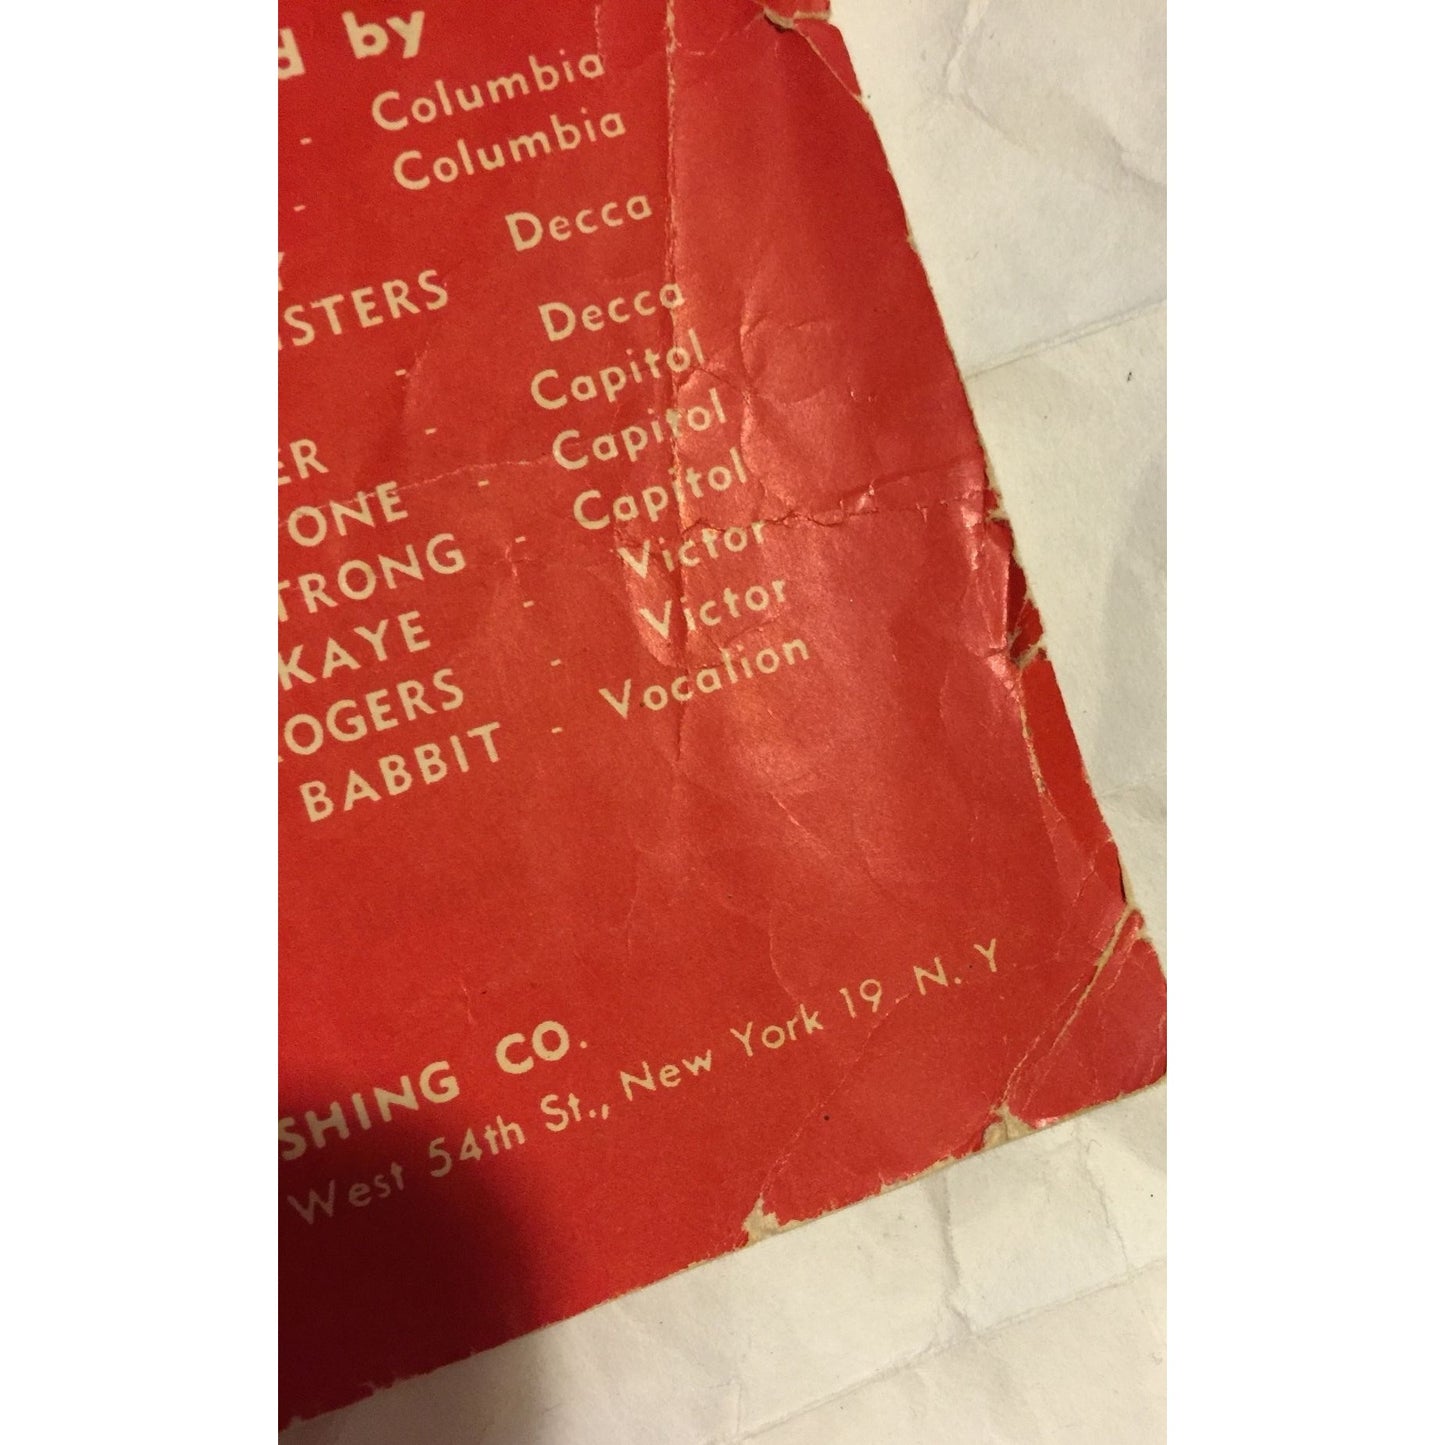 d by
- Columbia
- Columbia
Y Decca
ISTERS
- Decca
- Capitol
ER - Capitol
ONE - Capitol
TRONG - Victor
KAYE - Victor
OGERS - Vocalion
BABBIT -
SHING CO.
West 54th St., New York 19 N. Y.